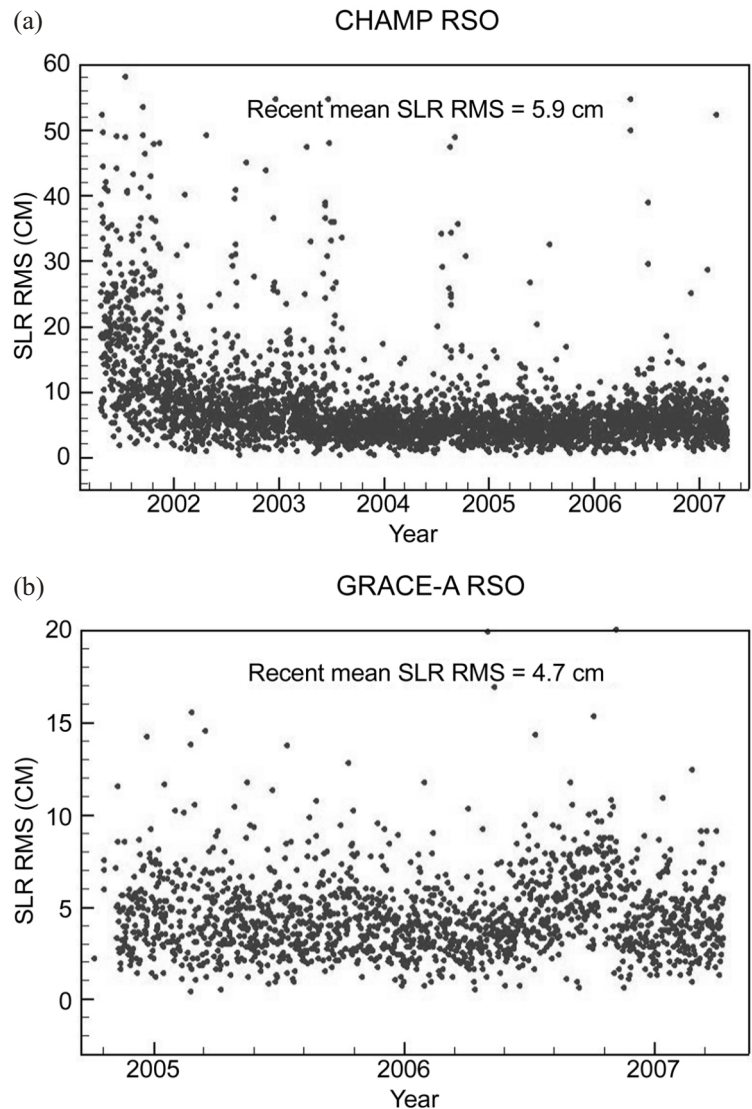 (a)
CHAMP RSO
Recent mean SLR RMS = 5.9 cm
SLR RMS (CM)
60
50
40
30
20
10
0
2002 2003 2004 2005 2006 2007
Year
(b)
GRACE-A RSO
Recent mean SLR RMS = 4.7 cm
SLR RMS (CM)
20
15
10
5
0
2005 2006 2007
Year